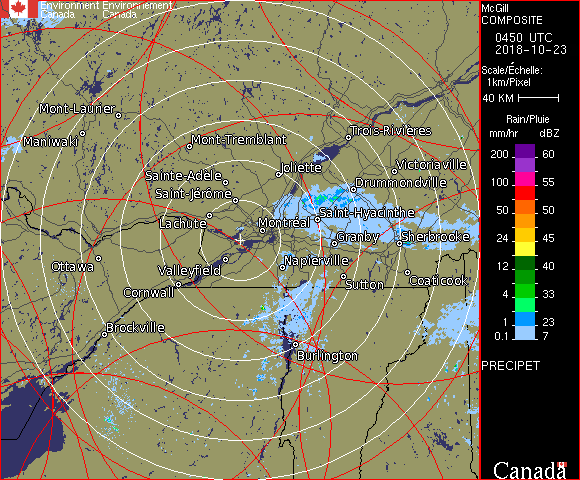 Environment Environnement
Canada Canada
McGill
COMPOSITE
0450 UTC
2018-10-23
Scale/Échelle:
1km/Pixel
40 KM
Rain/Pluie
mm/hr dBZ
200 60
100 55
50 50
24 45
12 40
4 33
1 23
0.1 7
PRECIPET
Canada
Mont-Laurier
Trois-Rivières
Maniwaki
Mont-Tremblant
Joliette
Victoriaville
Sainte-Adèle
Drummondville
Saint-Jérôme
Saint-Hyacinthe
Lachute
Montréal
Granby
Sherbrooke
Ottawa
Valleyfield
Napierville
Cornwall
Sutton
Coaticook
Brockville
Burlington